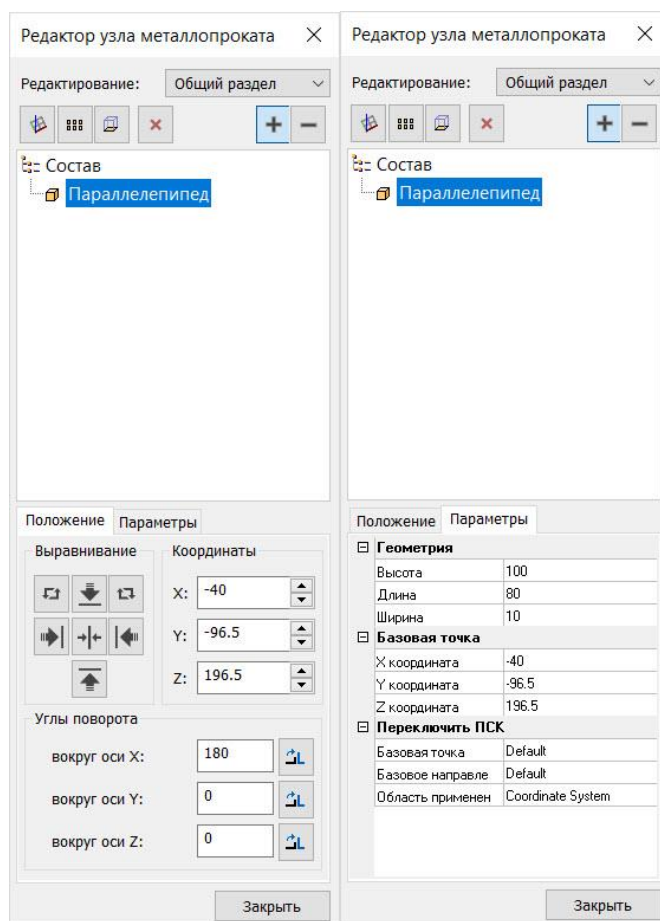 Редактор узла металлопроката
Редактирование: Общий раздел
Состав
Параллелепипед
Положение Параметры
Выравнивание Координаты
X: -40
Y: -96.5
Z: 196.5
Углы поворота
вокруг оси X: 180
вокруг оси Y: 0
вокруг оси Z: 0
Закрыть
Редактор узла металлопроката
Редактирование: Общий раздел
Состав
Параллелепипед
Положение Параметры
Геометрия
Высота 100
Длина 80
Ширина 10
Базовая точка
X координата -40
Y координата -96.5
Z координата 196.5
Переключить ПСК
Базовая точка Default
Базовое направле Default
Область применен Coordinate System
Закрыть